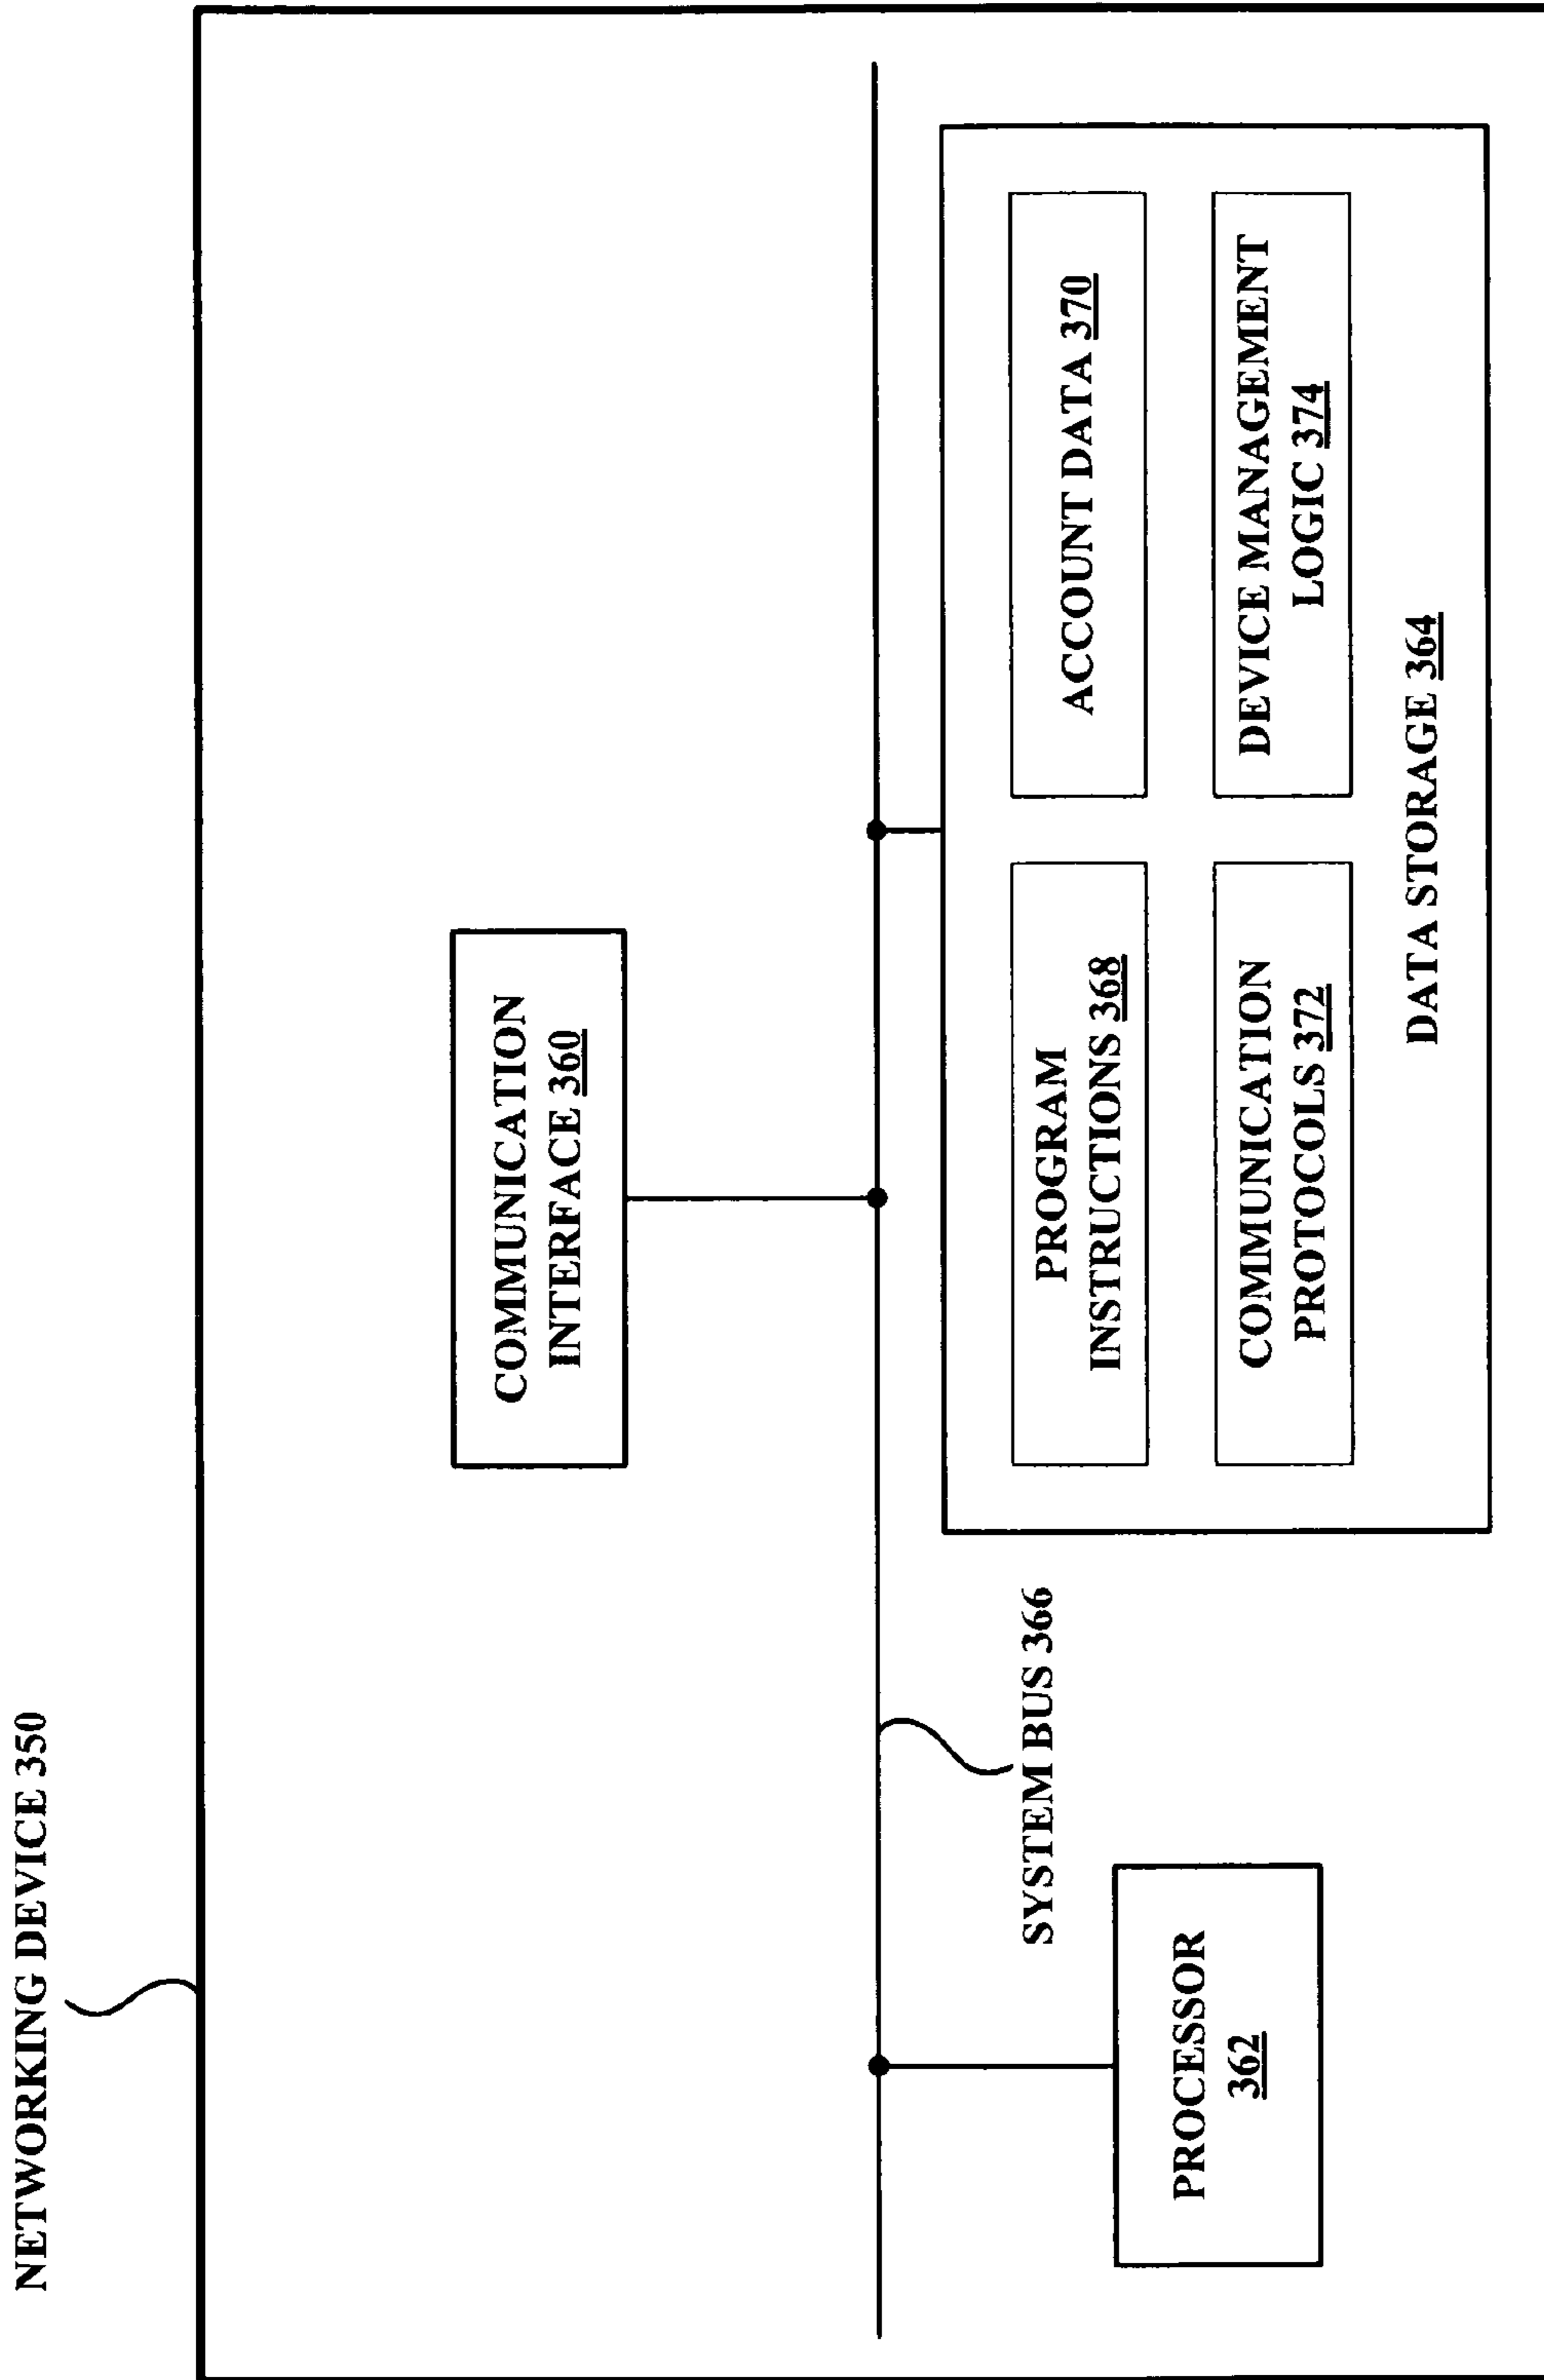 NETWORKING DEVICE 350
COMMUNICATION
INTERFACE 360
SYSTEM BUS 366
PROCESSOR
362
PROGRAM
INSTRUCTIONS 368
ACCOUNT DATA 370
COMMUNICATION
PROTOCOLS 372
DEVICE MANAGEMENT
LOGIC 374
DATA STORAGE 364